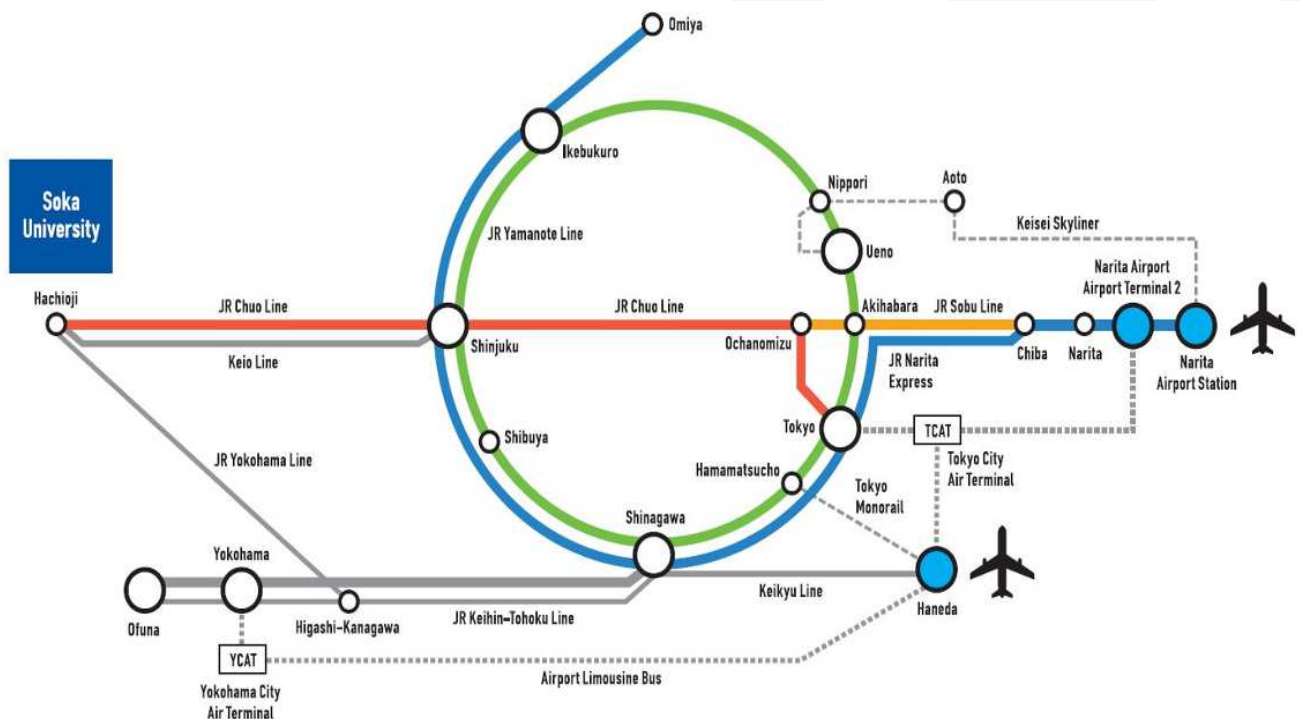 Omiya
Ikebukuro
Soka
University
Nippori
Aoto
JR Yamanote Line
Keisei Skyliner
Ueno
Narita Airport
Airport Terminal 2
Hachioji
JR Chuo Line
JR Chuo Line
Akihabara
JR Sobu Line
Keio Line
Shinjuku
Ochanomizu
Chiba
Narita
Narita
Airport Station
JR Narita
Express
Shibuya
Tokyo
TCAT
Tokyo City
Air Terminal
JR Yokohama Line
Hamamatsucho
Tokyo
Monorail
Shinagawa
Yokohama
Keikyu Line
Haneda
Ofuna
Higashi-Kanagawa
JR Keihin-Tohoku Line
YCAT
Yokohama City
Air Terminal
Airport Limousine Bus